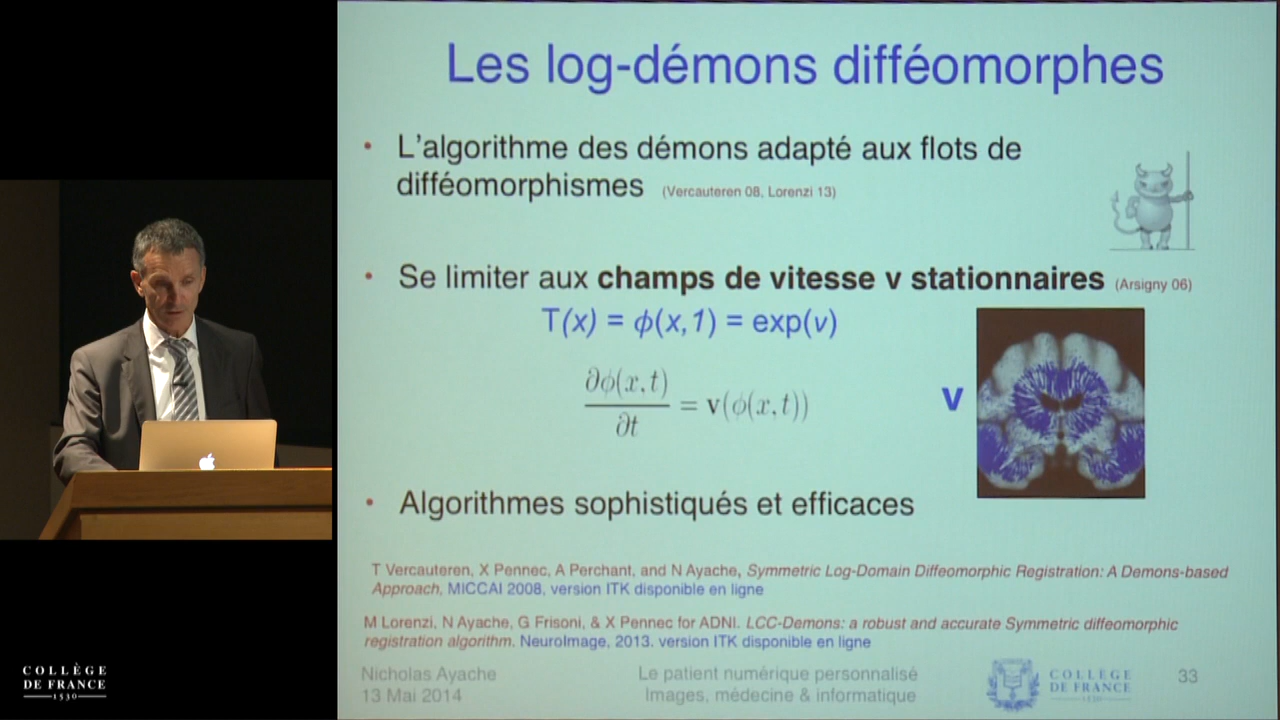 Les log-démons difféomorphes
• L'algorithme des démons adapté aux flots de
difféomorphismes (Vercauteren 08, Lorenzi 13)
• Se limiter aux champs de vitesse v stationnaires (Arsigny 06)
T(x) = ϕ(x,1) = exp(v)
∂ϕ(x,t)/∂t = v(ϕ(x,t))
v
• Algorithmes sophistiqués et efficaces
T Vercauteren, X Pennec, A Perchant, and N Ayache, Symmetric Log-Domain Diffeomorphic Registration: A Demons-based
Approach, MICCAI 2008, version ITK disponible en ligne
M Lorenzi, N Ayache, G Frisoni, & X Pennec for ADNI. LCC-Demons: a robust and accurate Symmetric diffeomorphic
registration algorithm. NeuroImage, 2013. version ITK disponible en ligne
Nicholas Ayache
13 Mai 2014
Le patient numérique personnalisé
Images, médecine & informatique
COLLÈGE
DE FRANCE
1530
33
COLLÈGE
DE FRANCE
1530